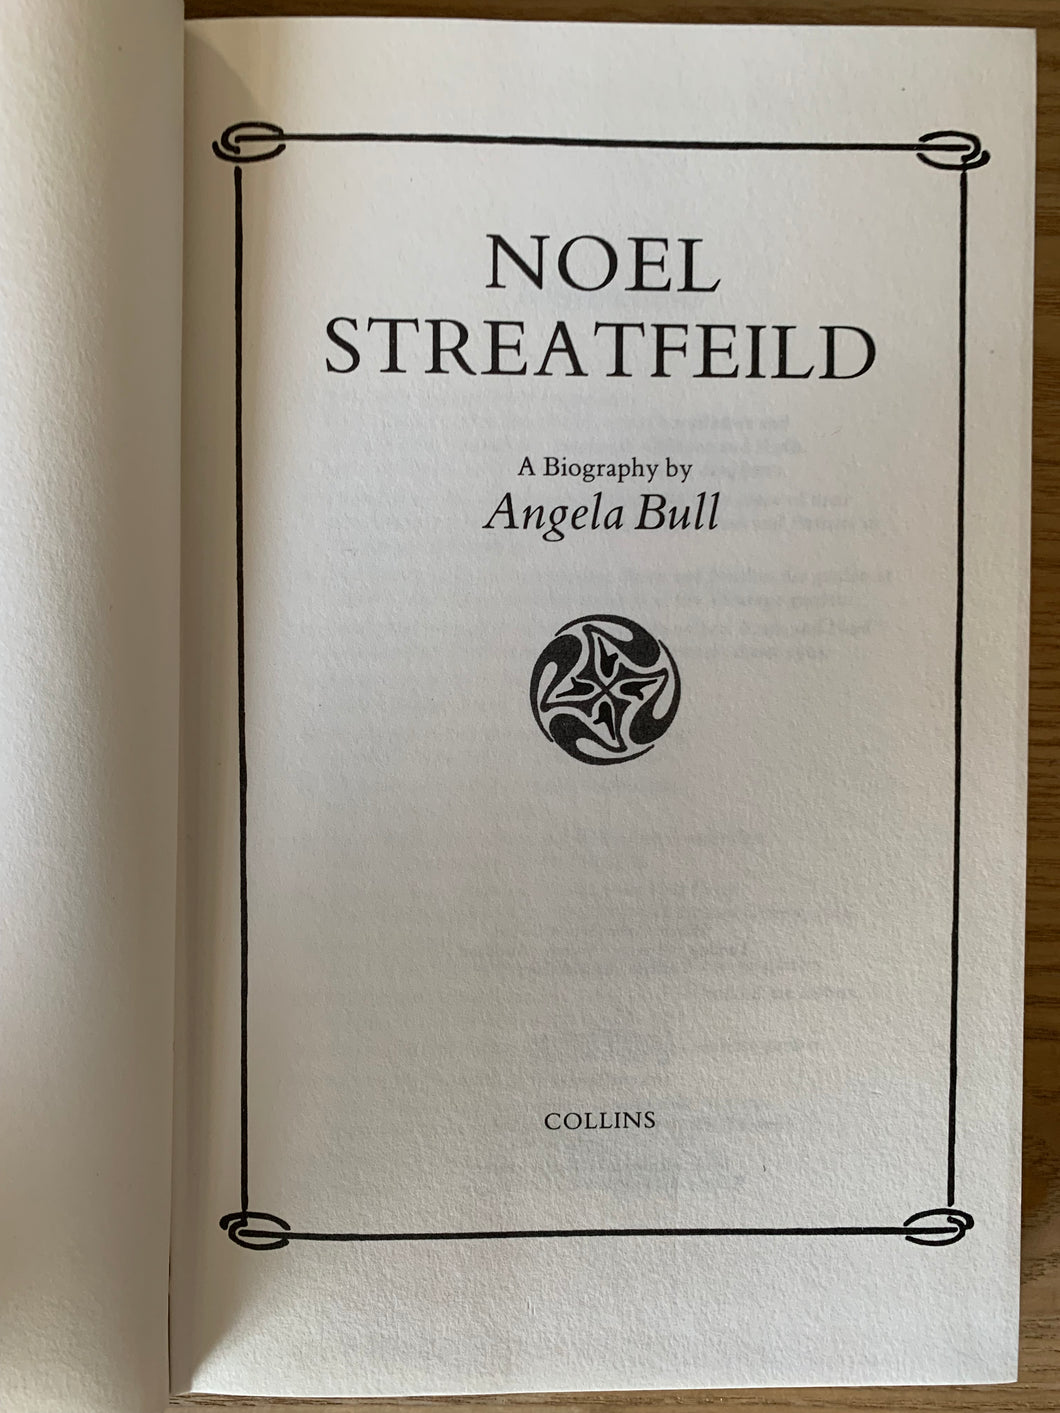 NOEL
STREATFEILD
A Biography by
Angela Bull
COLLINS